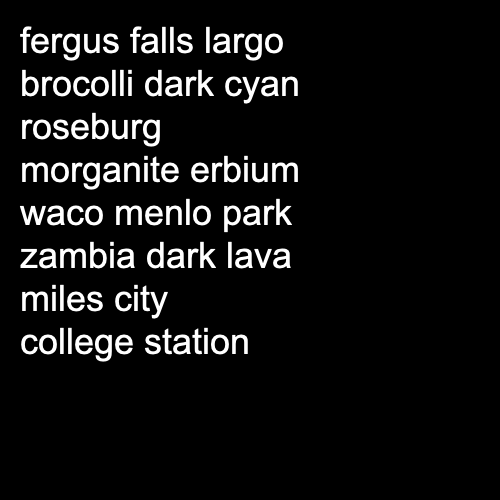 fergus falls largo
brocolli dark cyan
roseburg
morganite erbium
waco menlo park
zambia dark lava
miles city
college station